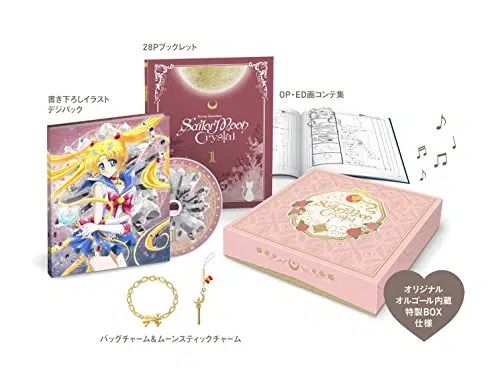 28Pブックレット
書き下ろしイラスト
デジパック
OP・ED画コンテ集
Pretty Guardian
Sailor Moon
Crystal
1
Sailor Moon
Crystal
オリジナル
オルゴール内蔵
特製BOX
仕様
バッグチャーム＆ムーンスティックチャーム